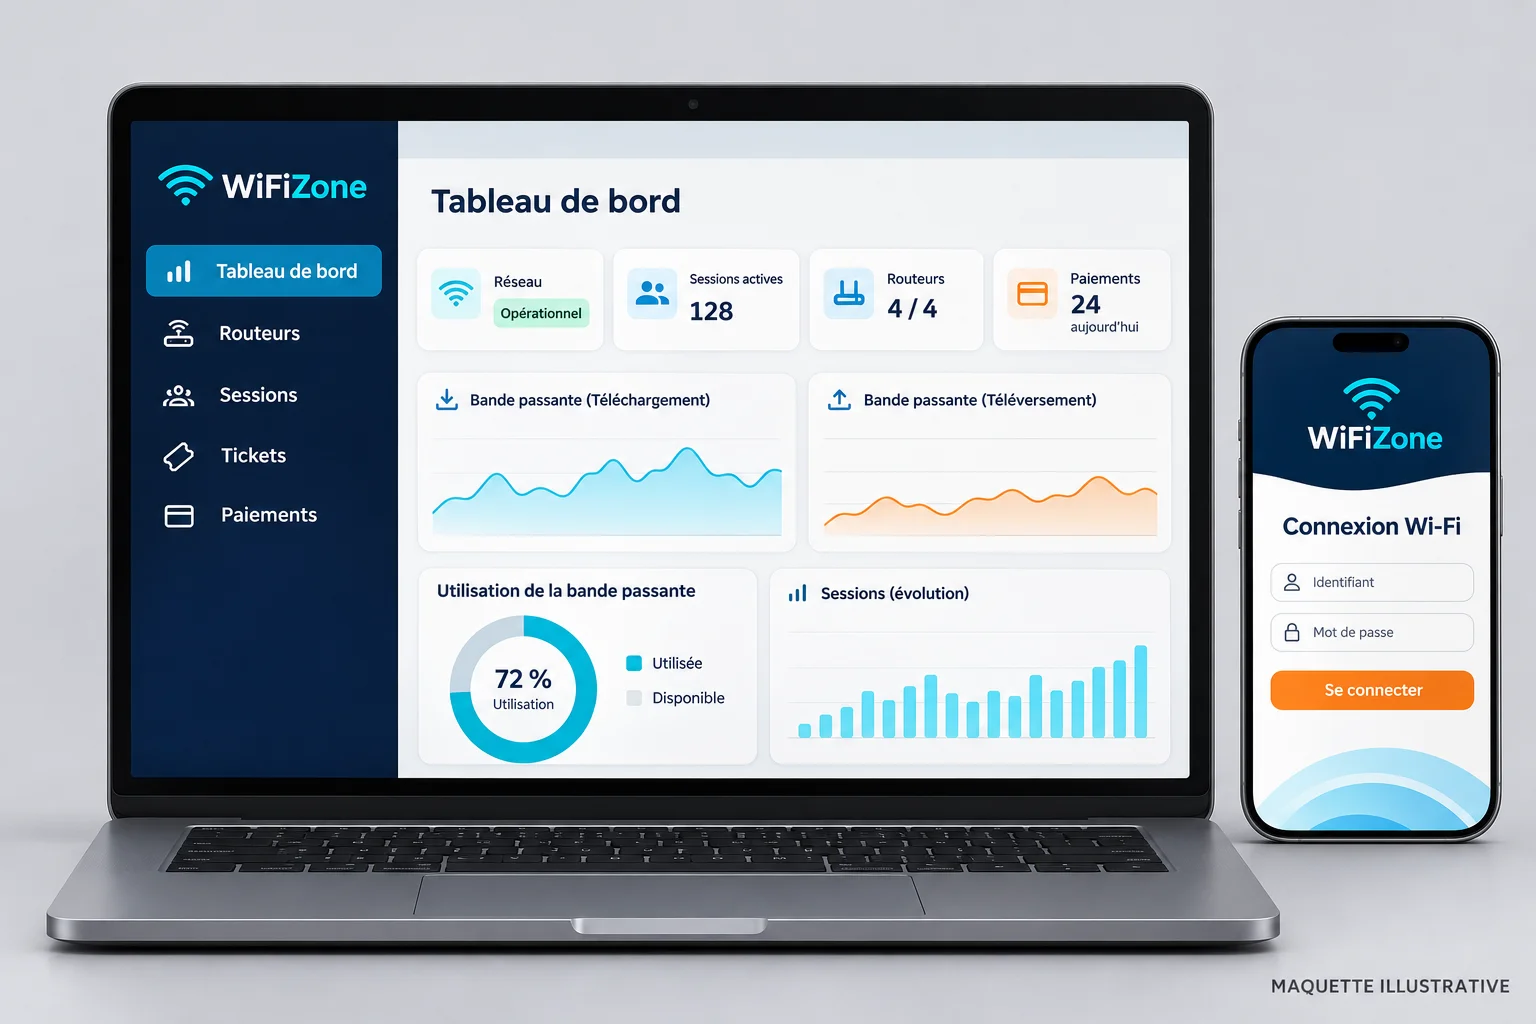 WiFiZone
Tableau de bord
Routeurs
Sessions
Tickets
Paiements
Tableau de bord
Réseau
Opérationnel
Sessions actives
128
Routeurs
4 / 4
Paiements
24
aujourd'hui
Bande passante (Téléchargement)
Bande passante (Téléversement)
Utilisation de la bande passante
72 %
Utilisation
Utilisée
Disponible
Sessions (évolution)
WiFiZone
Connexion Wi-Fi
Identifiant
Mot de passe
Se connecter
MAQUETTE ILLUSTRATIVE